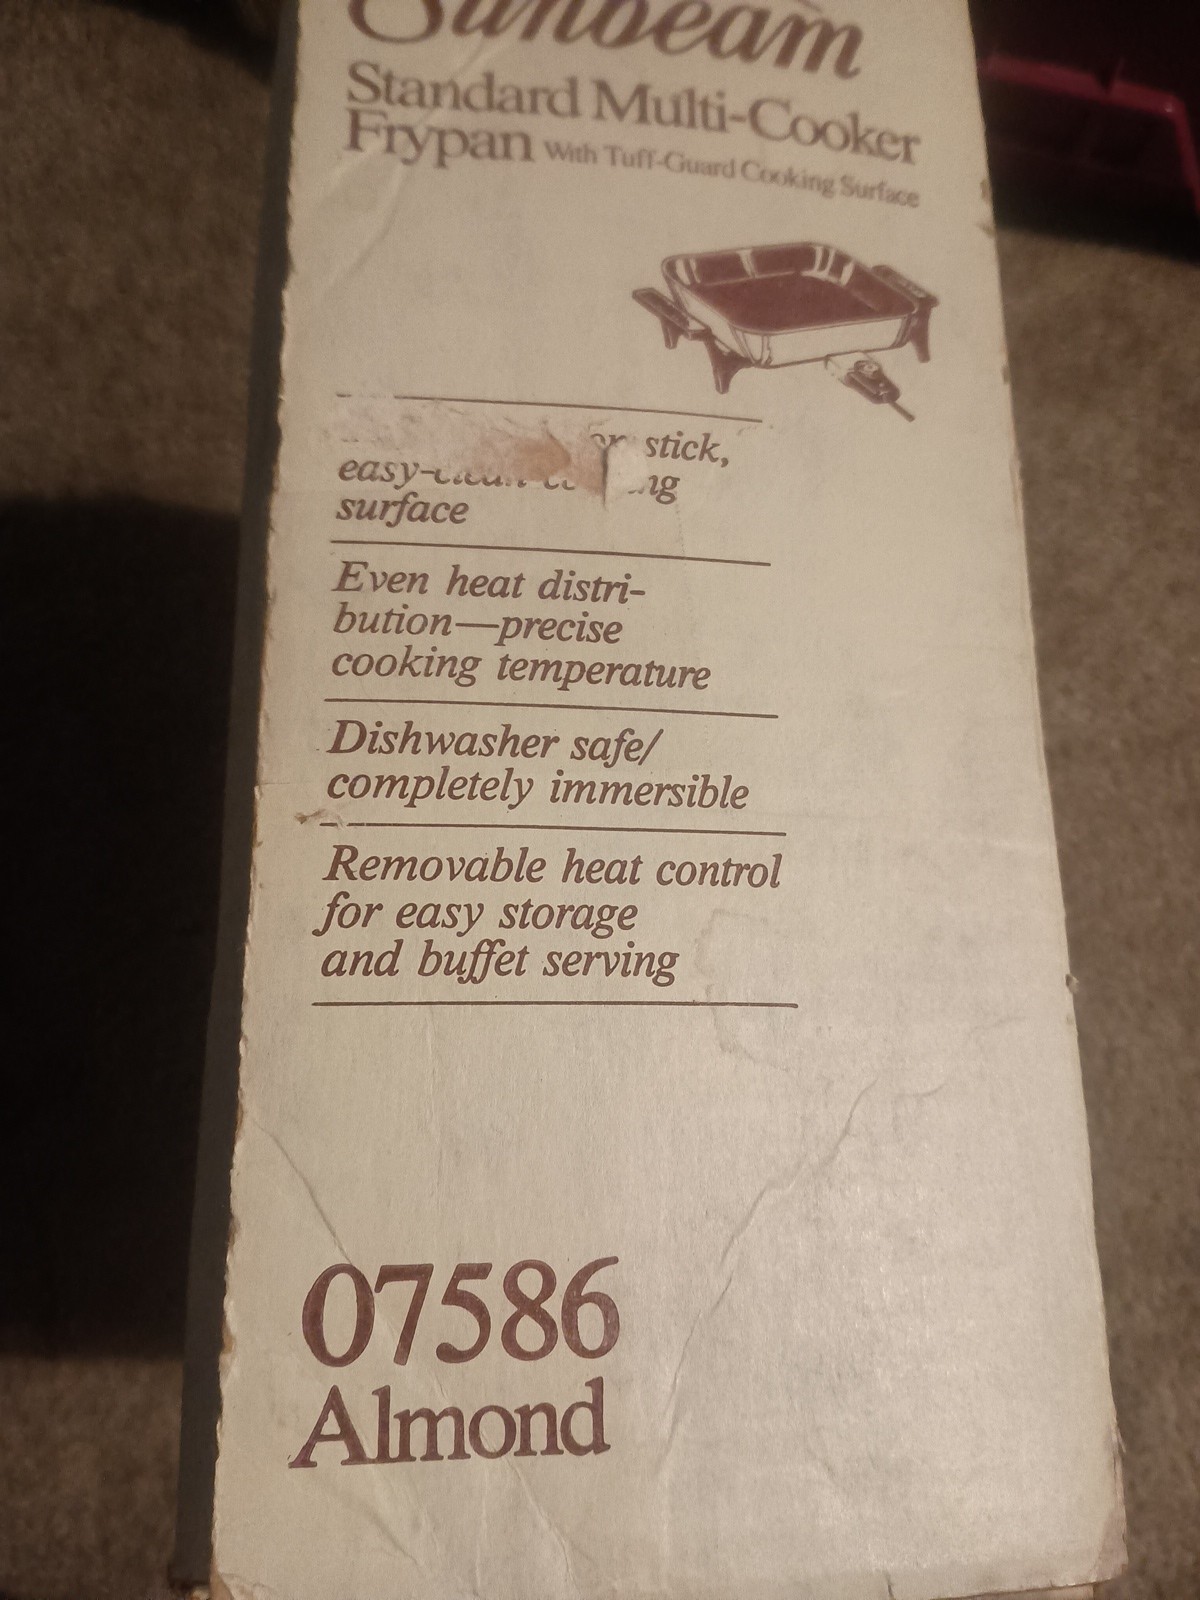 Sunbeam
Standard Multi-Cooker
Frypan With Tuff-Guard Cooking Surface
stick,
surface
Even heat distri-
bution—precise
cooking temperature
Dishwasher safe/
completely immersible
Removable heat control
for easy storage
and buffet serving
07586
Almond